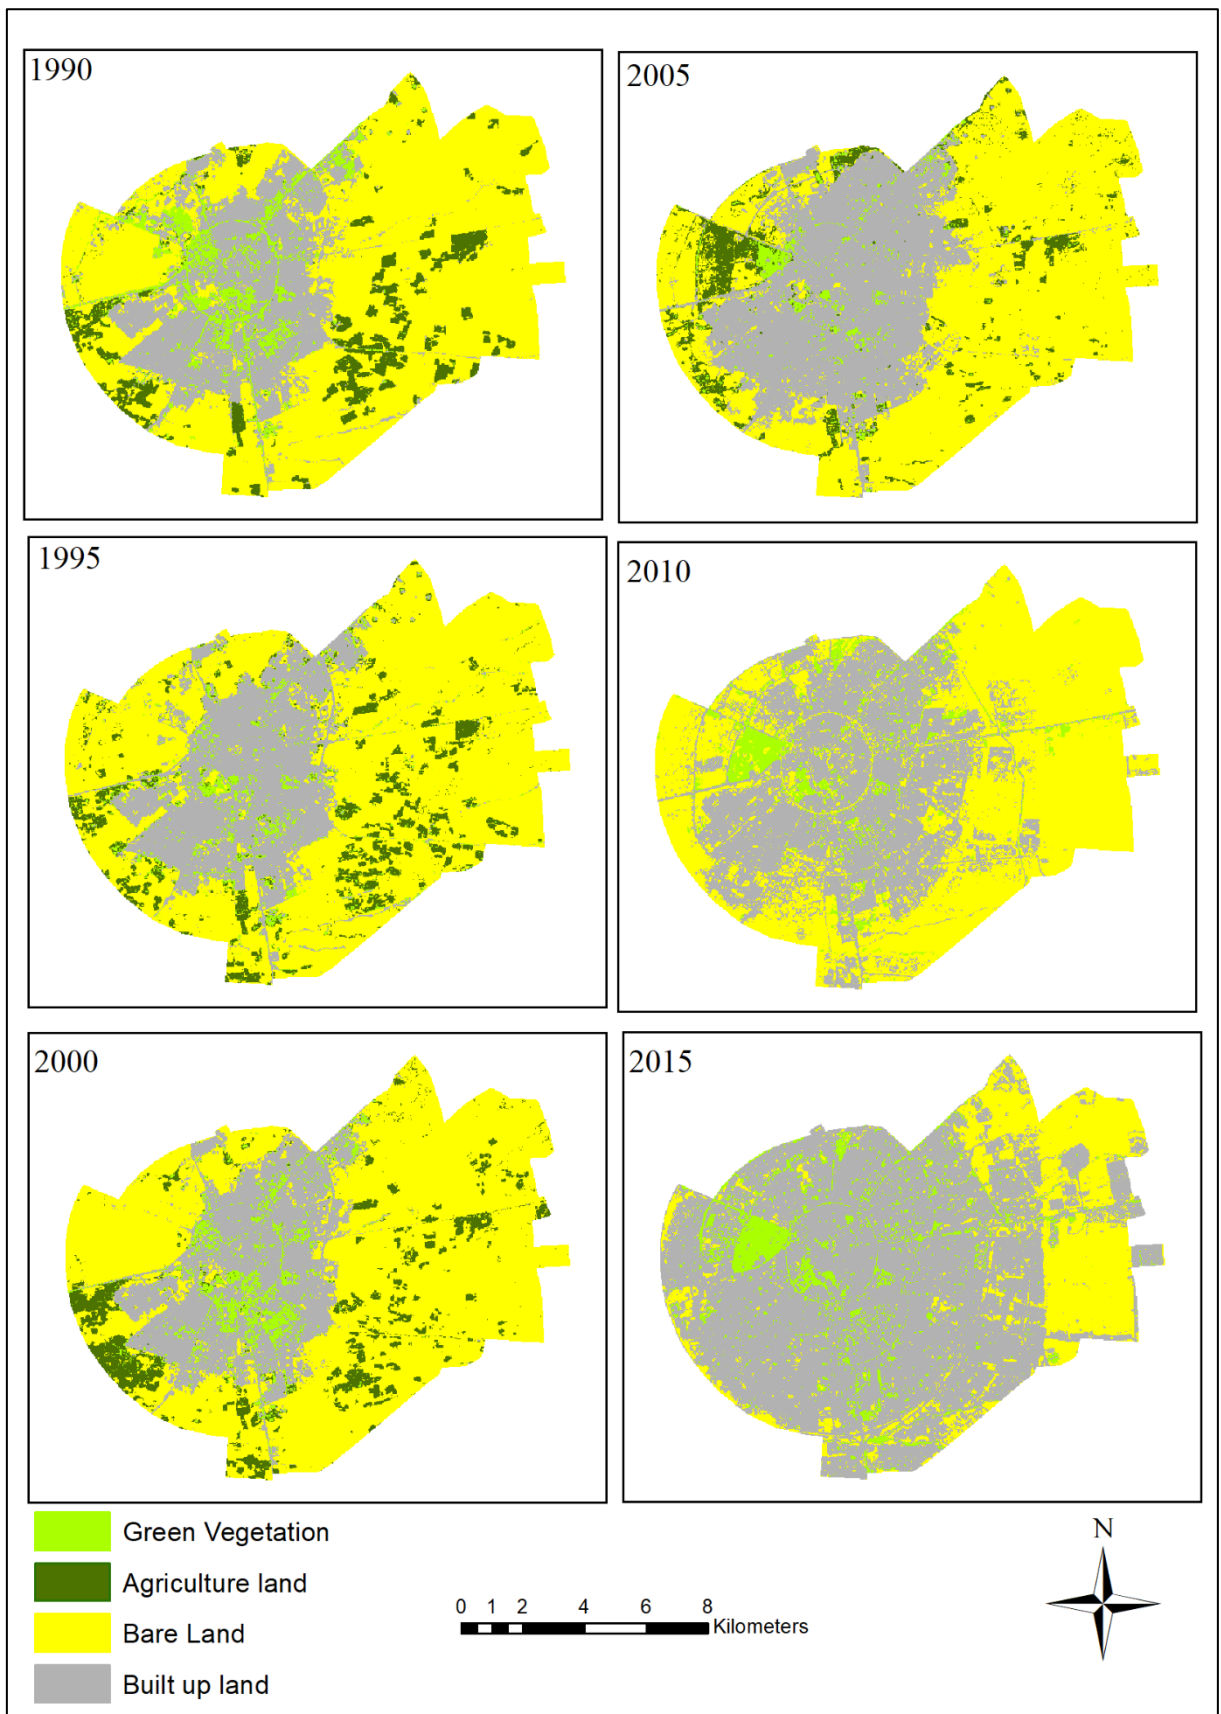 1990
2005
1995
2010
2000
2015
Green Vegetation
Agriculture land
Bare Land
Built up land
0 1 2 4 6 8
Kilometers
N